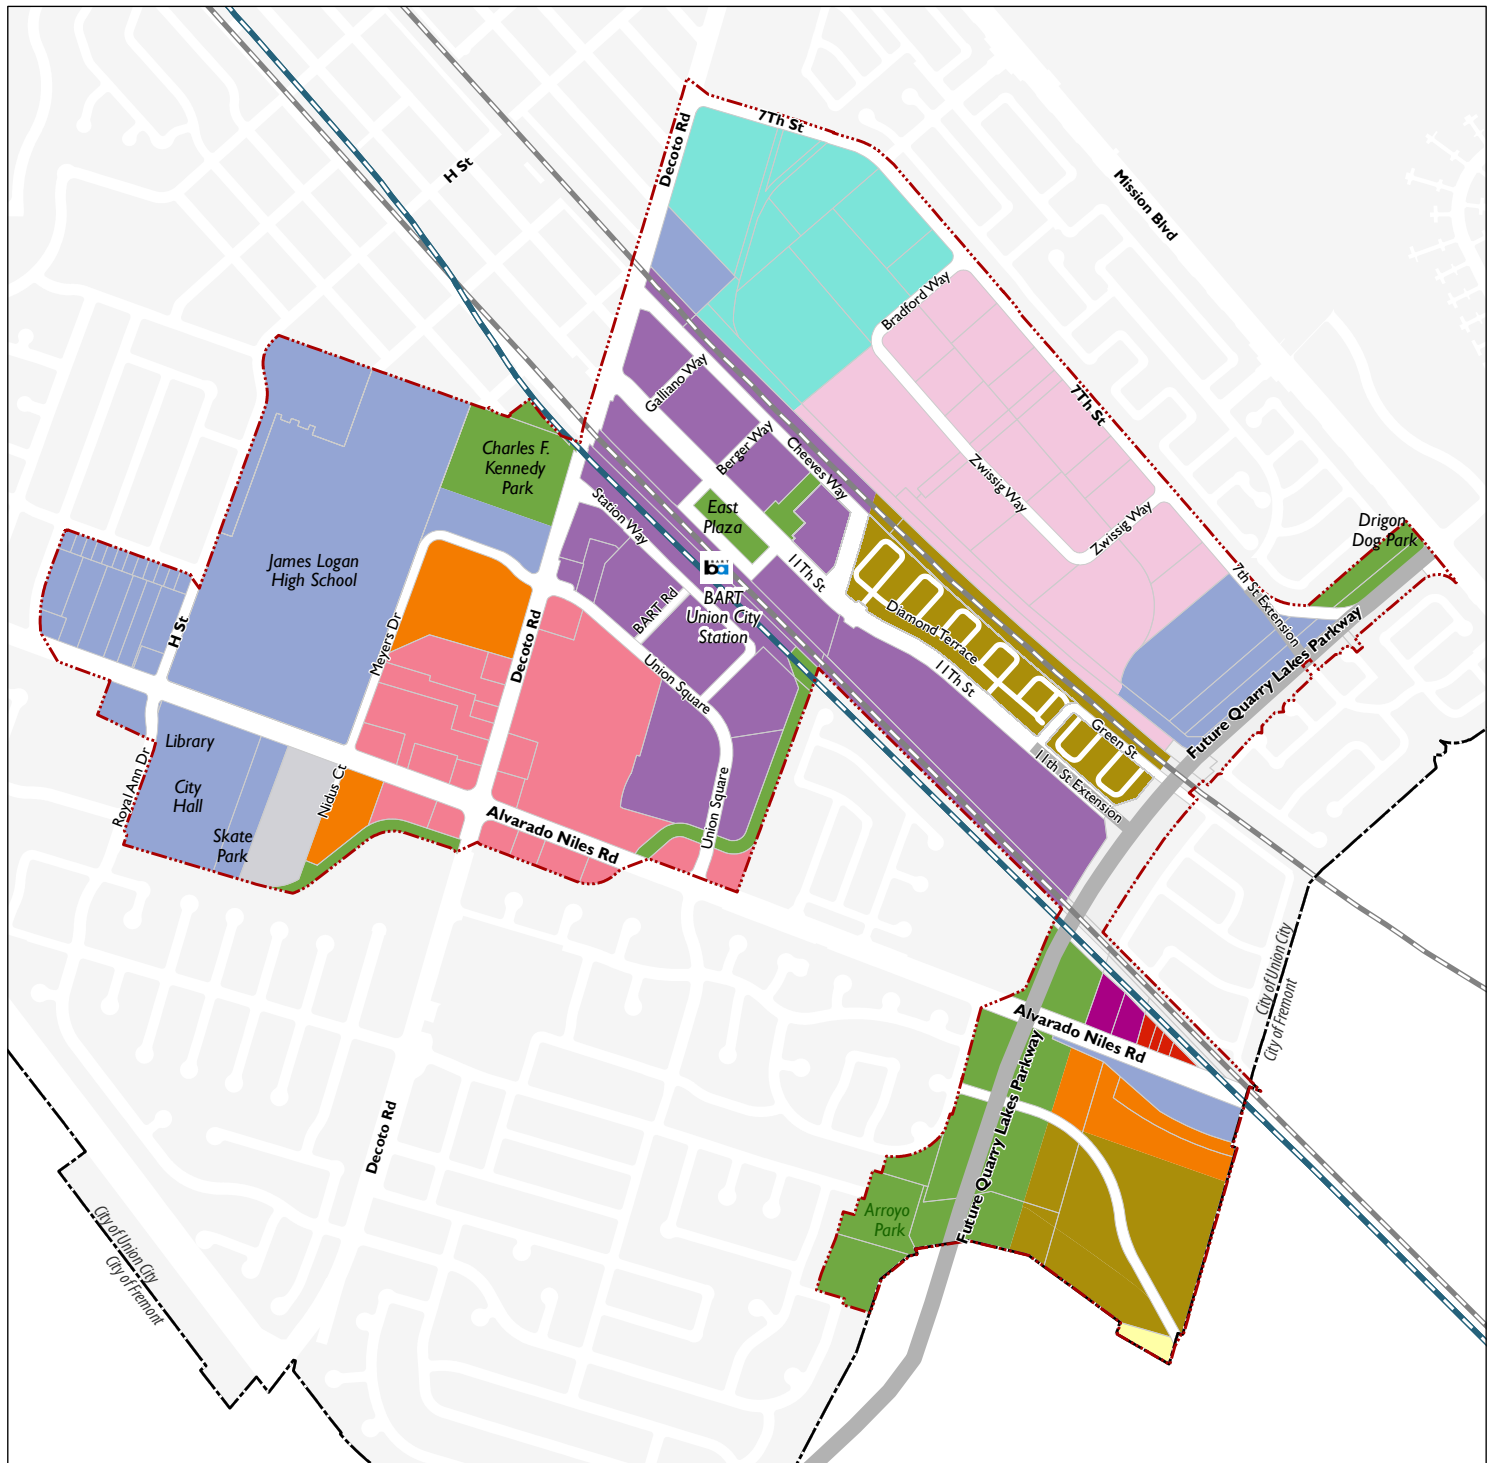 7Th St
Decoto Rd
H St
Mission Blvd
Bradford Way
Galliano Way
7Th St
Berger Way
Cheeves Way
Charles F.
Kennedy
Park
Zwissig Way
Station Way
East
Plaza
Zwissig Way
Drigon
Dog Park
ba
James Logan
High School
11Th St
7th St Extension
BART
Union City
Station
BART Rd
H St
Meyers Dr
Decoto Rd
Diamond Terrace
11Th St
Union Square
Future Quarry Lakes Parkway
Library
Green St
Royal Ann Dr
City
Hall
Nidus Ct
11th St Extension
Skate
Park
Alvarado Niles Rd
Union Square
City of Union City
City of Fremont
Alvarado Niles Rd
Future Quarry Lakes Parkway
Decoto Rd
Arroyo
Park
City of Union City
City of Fremont